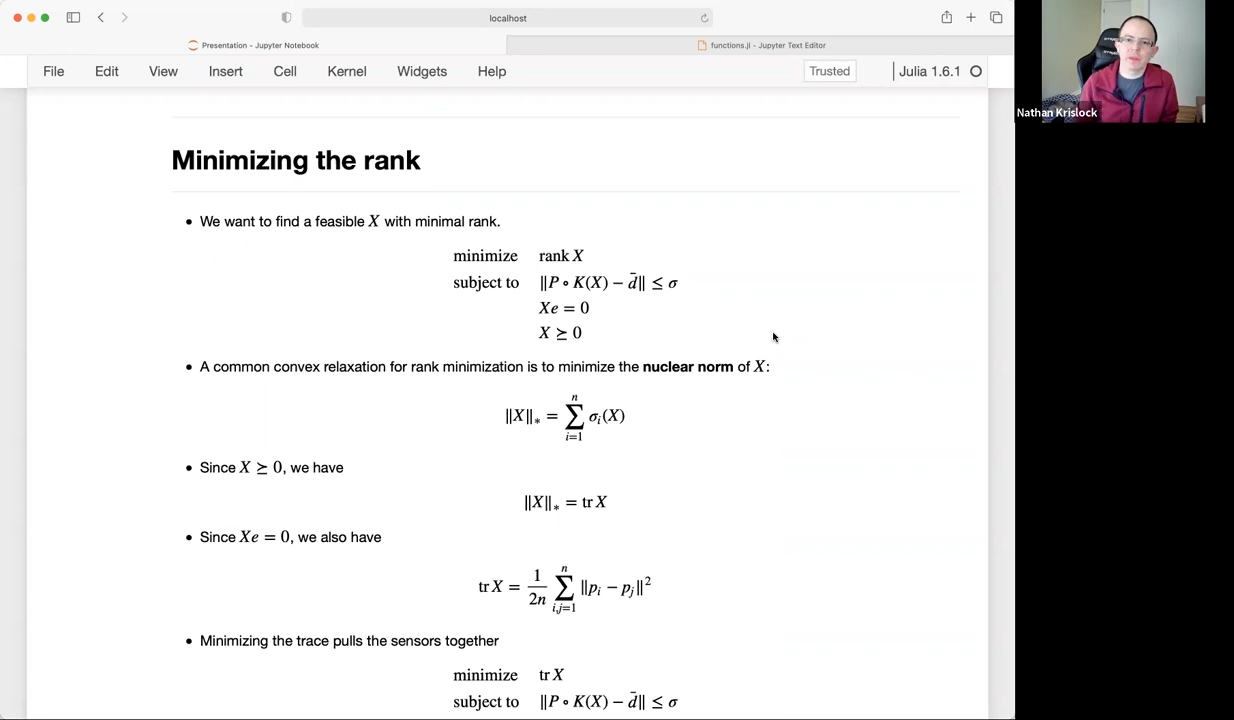 localhost
Presentation - Jupyter Notebook
functions.jl - Jupyter Text Editor
File Edit View Insert Cell Kernel Widgets Help Trusted Julia 1.6.1
Nathan Krislock
Minimizing the rank
• We want to find a feasible X with minimal rank.
minimize rank X
subject to ‖P ∘ K(X) − d̄‖ ≤ σ
Xe = 0
X ⪰ 0
• A common convex relaxation for rank minimization is to minimize the nuclear norm of X:
‖X‖_* = ∑_{i=1}^{n} σ_i(X)
• Since X ⪰ 0, we have
‖X‖_* = tr X
• Since Xe = 0, we also have
tr X = \frac{1}{2n} ∑_{i,j=1}^{n} ‖p_i − p_j‖^2
• Minimizing the trace pulls the sensors together
minimize tr X
subject to ‖P ∘ K(X) − d̄‖ ≤ σ